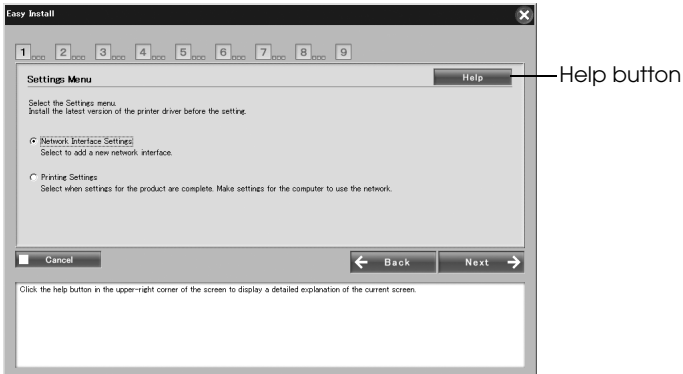 Easy Install
1 2 3 4 5 6 7 8 9
Settings Menu
Help
Help button
Select the Settings menu.
Install the latest version of the printer driver before the setting.
Network Interface Settings
Select to add a new network interface.
Printing Settings
Select when settings for the product are complete. Make settings for the computer to use the network.
Cancel
Back
Next
Click the help button in the upper-right corner of the screen to display a detailed explanation of the current screen.